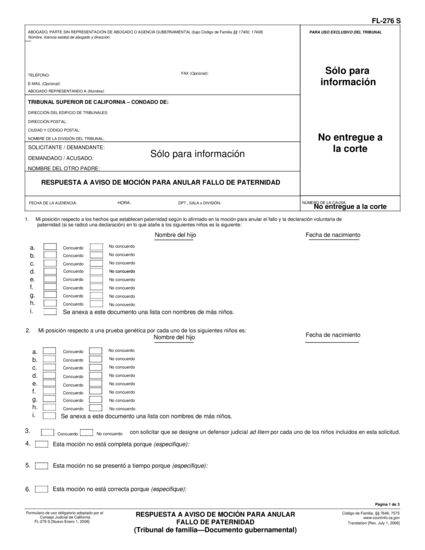 FL-276 S
ABOGADO, PARTE SIN REPRESENTACIÓN DE ABOGADO O AGENCIA GUBERNAMENTAL (bajo Código de Familia §§ 17400, 17406)
Nombre, licencia estatal de abogado y dirección:
PARA USO EXCLUSIVO DEL TRIBUNAL
TELÉFONO:
FAX (Opcional):
E-MAIL (Opcional):
ABOGADO REPRESENTANDO A (Nombre):
Sólo para
información
TRIBUNAL SUPERIOR DE CALIFORNIA – CONDADO DE:
DIRECCIÓN DEL EDIFICIO DE TRIBUNALES:
DIRECCIÓN POSTAL:
CIUDAD Y CÓDIGO POSTAL:
NOMBRE DE LA DIVISIÓN DEL TRIBUNAL:
No entregue a
la corte
SOLICITANTE / DEMANDANTE:
DEMANDADO / ACUSADO:
Sólo para información
NOMBRE DEL OTRO PADRE:
RESPUESTA A AVISO DE MOCIÓN PARA ANULAR FALLO DE PATERNIDAD
FECHA DE LA AUDIENCIA:
HORA:
DPT., SALA o DIVISIÓN:
NÚMERO DE LA CAUSA:
No entregue a la corte
1. Mi posición respecto a los hechos que establecen paternidad según lo afirmado en la moción para anular el fallo y la declaración voluntaria de
paternidad (si se radicó una declaración) en lo que atañe a los siguientes niños es la siguiente:
Nombre del hijo
Fecha de nacimiento
a. Concuerdo No concuerdo
b. Concuerdo No concuerdo
c. Concuerdo No concuerdo
d. Concuerdo No concuerdo
e. Concuerdo No concuerdo
f. Concuerdo No concuerdo
g. Concuerdo No concuerdo
h. Concuerdo No concuerdo
i. Se anexa a este documento una lista con nombres de más niños.
2. Mi posición respecto a una prueba genética por cada uno de los siguientes niños es:
Nombre del hijo
Fecha de nacimiento
a. Concuerdo No concuerdo
b. Concuerdo No concuerdo
c. Concuerdo No concuerdo
d. Concuerdo No concuerdo
e. Concuerdo No concuerdo
f. Concuerdo No concuerdo
g. Concuerdo No concuerdo
h. Concuerdo No concuerdo
i. Se anexa a este documento una lista con nombres de más niños.
3. Concuerdo No concuerdo con solicitar que se designe un defensor judicial ad litem por cada uno de los niños incluidos en esta solicitud.
4. Esta moción no está completa porque (especifique):
5. Esta moción no se presentó a tiempo porque (especifique):
6. Esta moción no está correcta porque (especifique):
Página 1 de 3
Formulario de uso obligatorio adoptado por el
Consejo Judicial de California
FL-276 S [Nuevo Enero 1, 2006]
RESPUESTA A AVISO DE MOCIÓN PARA ANULAR
FALLO DE PATERNIDAD
(Tribunal de familia—Documento gubernamental)
Código de Familia, §§ 7646, 7575
www.courtinfo.ca.gov
Translation [Rev. July 1, 2006]